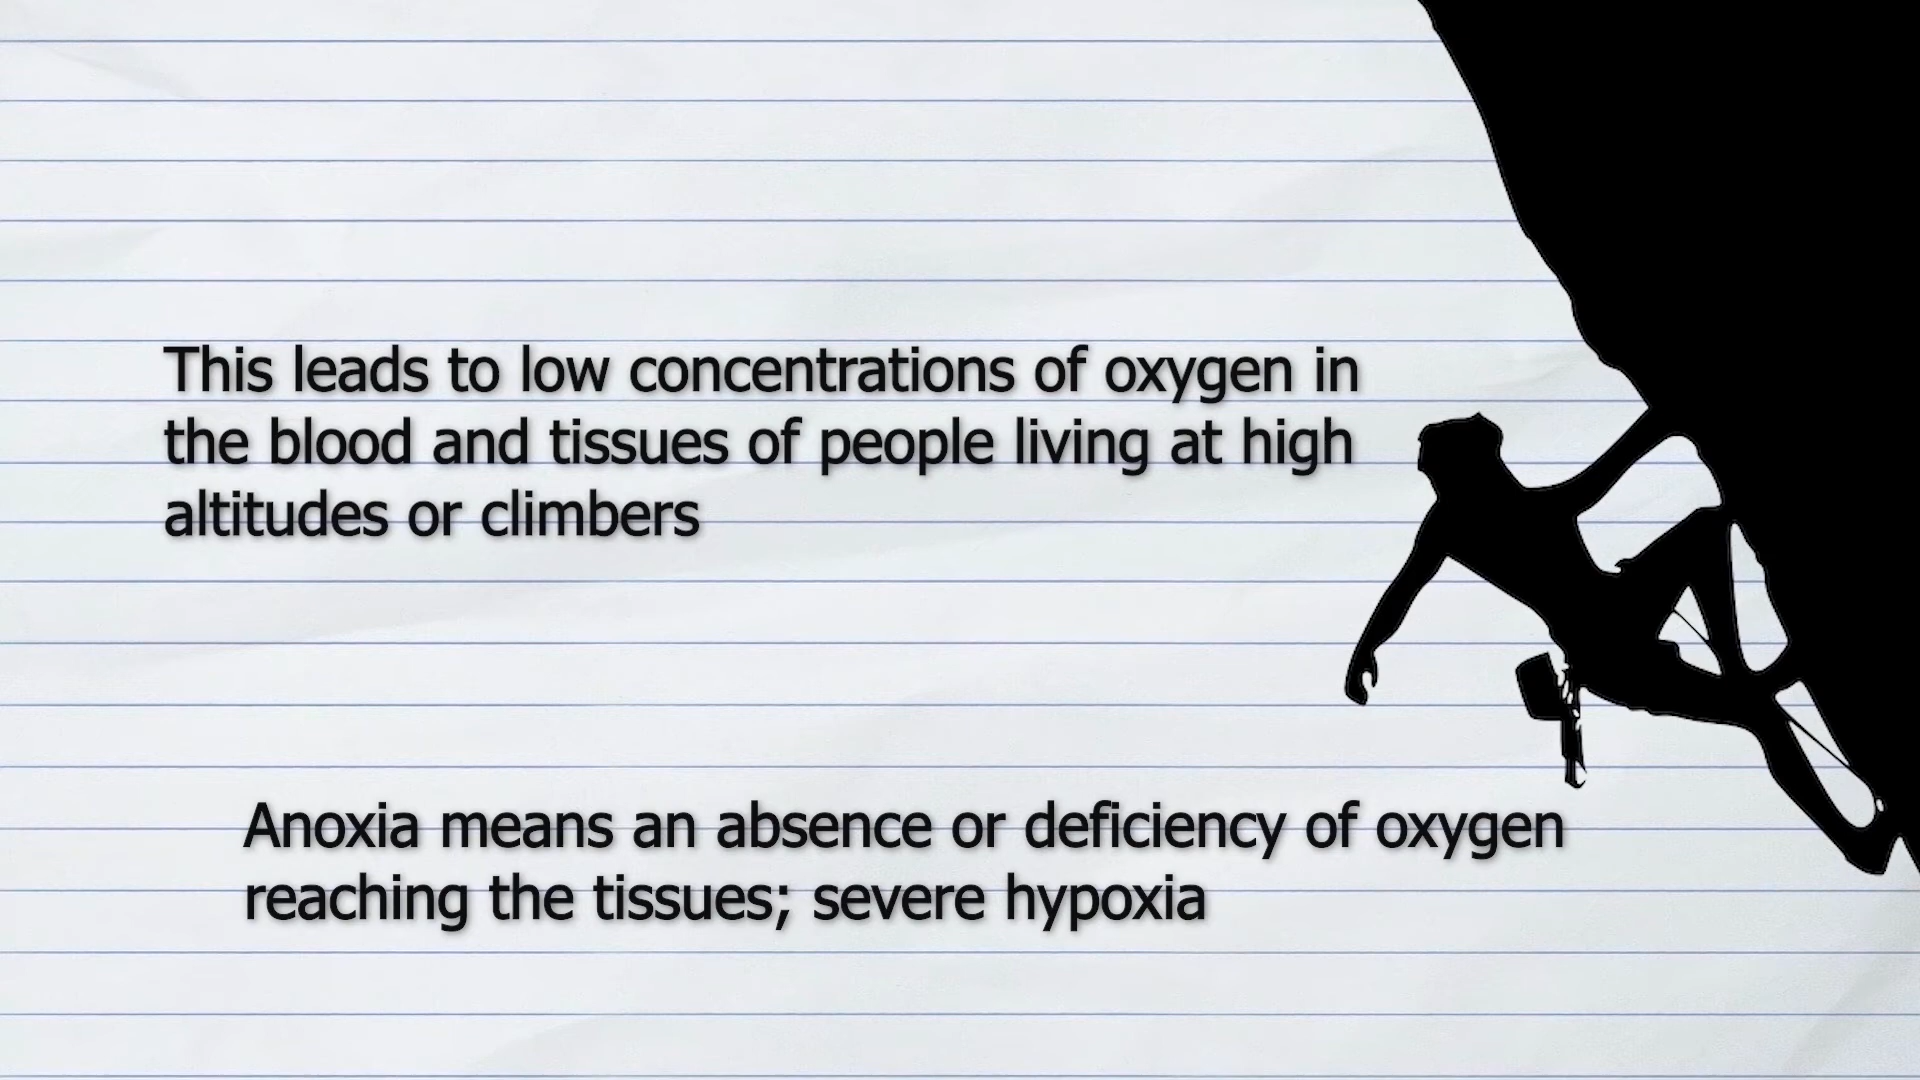 This leads to low concentrations of oxygen in
the blood and tissues of people living at high
altitudes or climbers
Anoxia means an absence or deficiency of oxygen
reaching the tissues; severe hypoxia